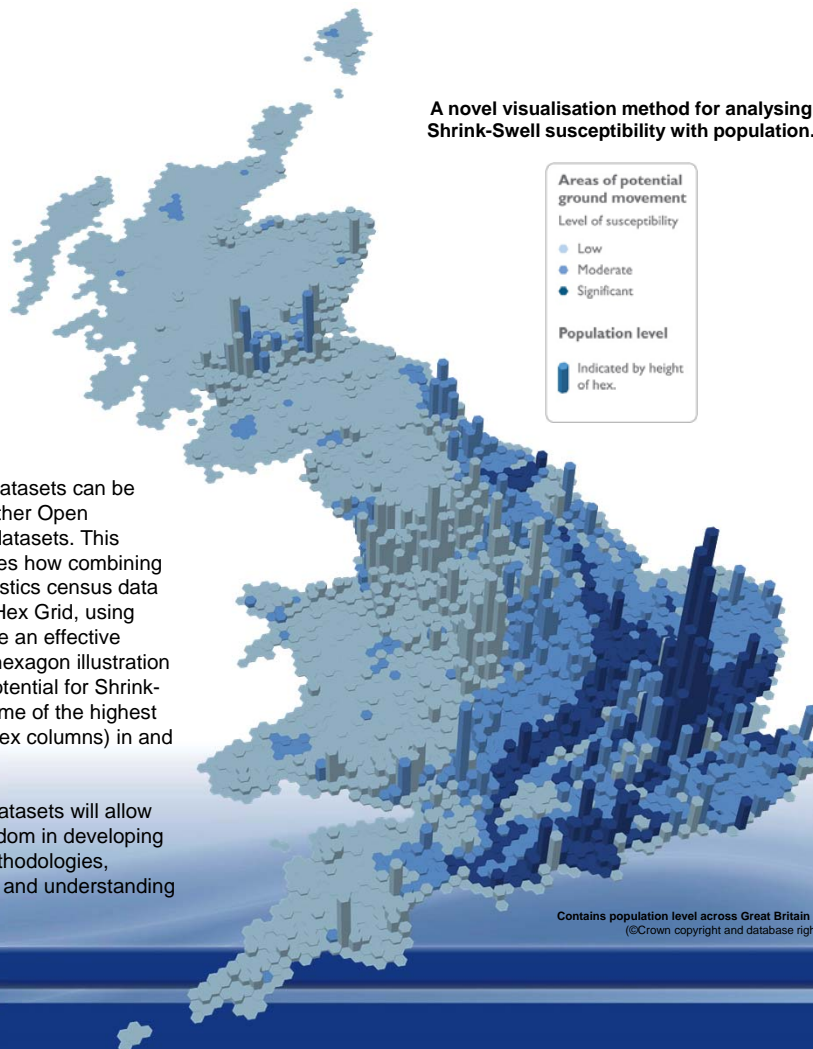 A novel visualisation method for analysing
Shrink-Swell susceptibility with population.
Areas of potential
ground movement
Level of susceptibility
Low
Moderate
Significant
Population level
Indicated by height
of hex.
atasets can be
ther Open
datasets. This
es how combining
istics census data
Hex Grid, using
e an effective
hexagon illustration
otential for Shrink-
me of the highest
ex columns) in and
atasets will allow
dom in developing
thodologies,
and understanding
Contains population level across Great Britain
(©Crown copyright and database righ